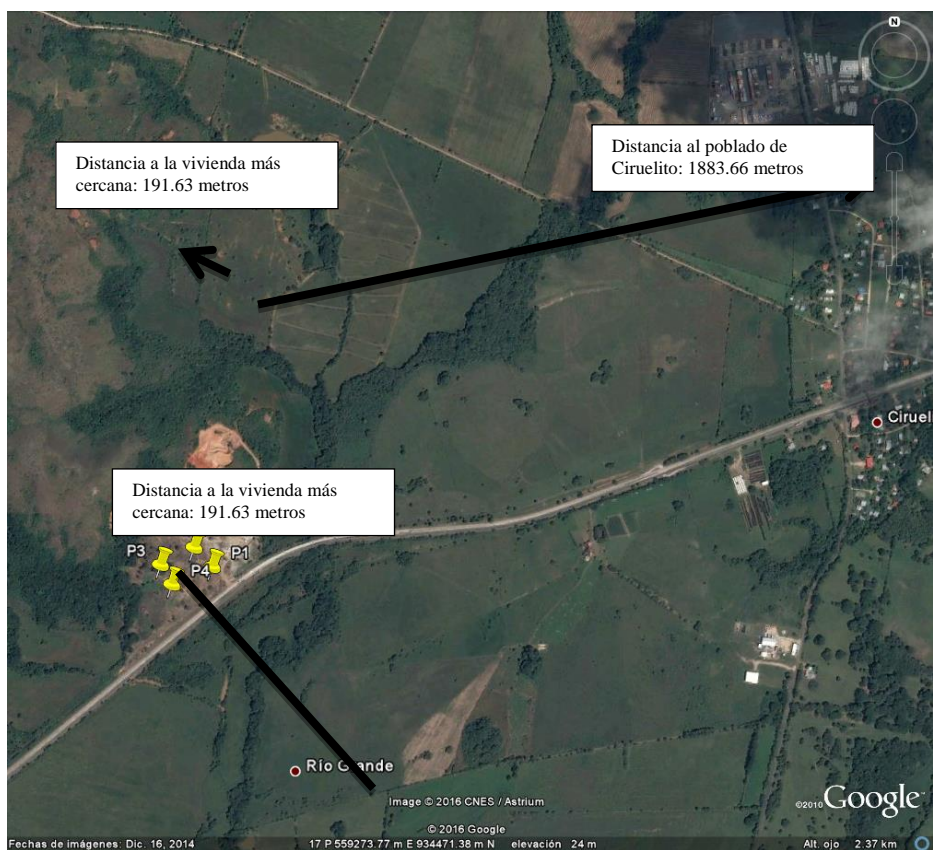 N
Distancia a la vivienda más
cercana: 191.63 metros
Distancia al poblado de
Ciruelito: 1883.66 metros
Ciruel
Distancia a la vivienda más
cercana: 191.63 metros
P3
P1
P4
Río Grande
Image © 2016 CNES / Astrium
© 2016 Google
©2010 Google
Fechas de imágenes: Dic. 16, 2014 17 P 559273.77 m E 934471.38 m N elevación 24 m Alt. ojo 2.37 km